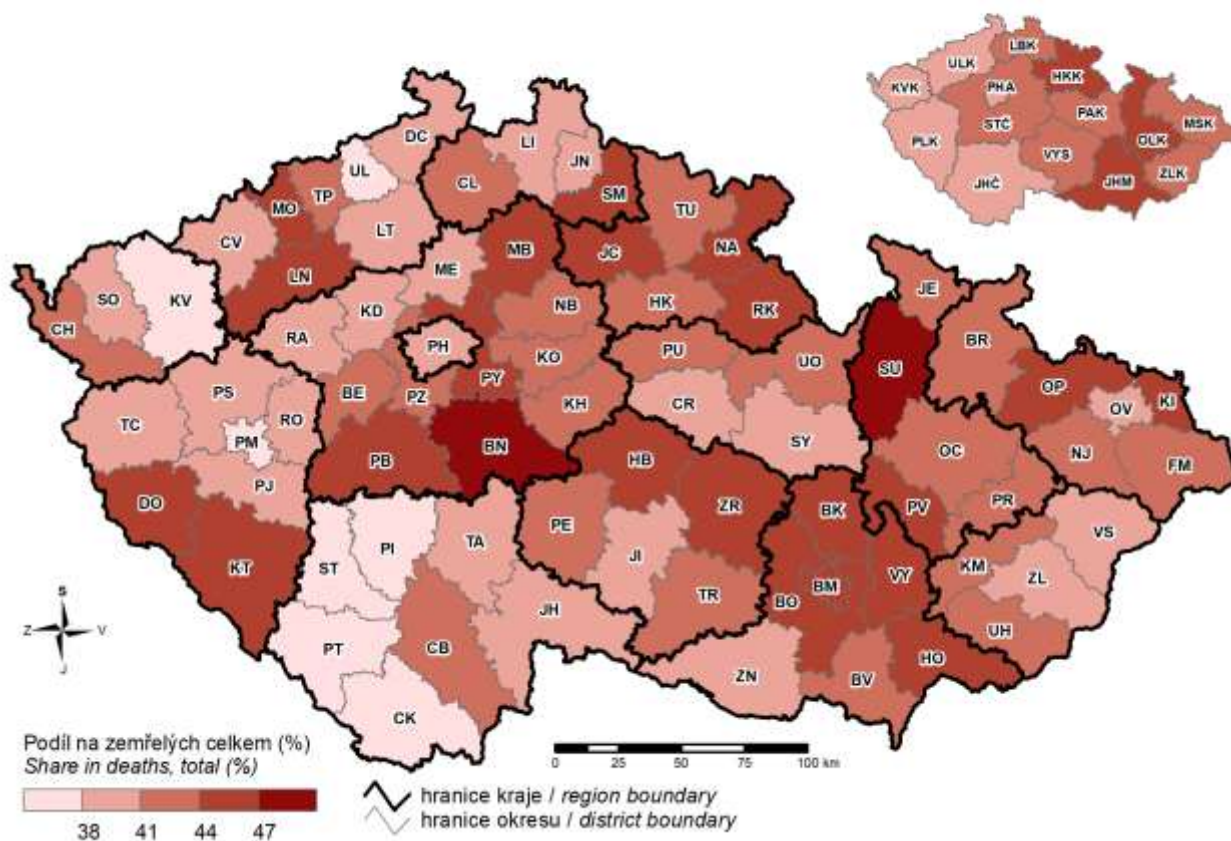 LBK
ULK
HKK
KVK
PHA
PAK
STČ
MSK
OLK
PLK
VYS
ZLK
JHM
JHČ
DC
LI
UL
JN
CL
TP
MO
SM
TU
LT
CV
MB
JC
NA
LN
ME
SO
KV
NB
HK
RK
JE
KD
CH
RA
PH
KO
PU
UO
BR
SU
PY
BE
PZ
OP
PS
KI
KH
CR
OV
TC
RO
PM
SY
BN
HB
OC
NJ
FM
PB
PJ
DO
ZR
PV
PR
BK
PE
PI
TA
VS
JI
ST
KT
KM
VY
BM
ZL
TR
BO
JH
UH
PT
CB
HO
ZN
BV
CK
S
Z V
J
Podíl na zemřelých celkem (%)
Share in deaths, total (%)
38 41 44 47
0 25 50 75 100 km
hranice kraje / region boundary
hranice okresu / district boundary